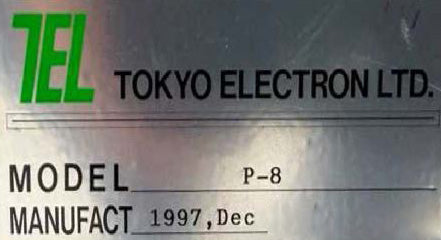 TEL TOKYO ELECTRON LTD.
MODEL P-8
MANUFACT 1997,Dec